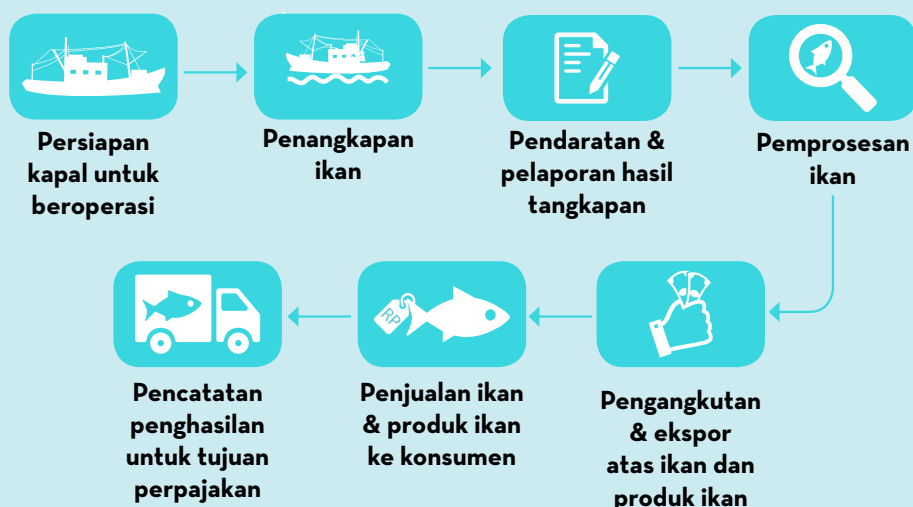 Persiapan
kapal untuk
beroperasi
Penangkapan
ikan
Pendaratan &
pelaporan hasil
tangkapan
Pemprosesan
ikan
Pengangkutan
& ekspor
atas ikan dan
produk ikan
RP
Penjualan ikan
& produk ikan
ke konsumen
Pencatatan
penghasilan
untuk tujuan
perpajakan